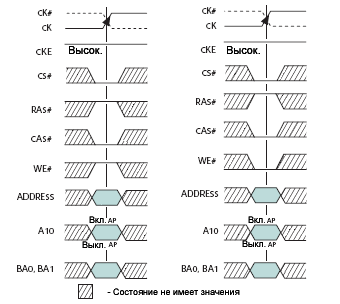 cK#
cK
cKE Высок.
cs#
RAs#
cAs#
WE#
ADDREss
Вкл. AP
A10
Выкл. AP
BA0, BA1
cK#
cK
cKE Высок.
cs#
RAs#
cAs#
WE#
ADDREss
Вкл. AP
A10
Выкл. AP
BA0, BA1
- Состояние не имеет значения